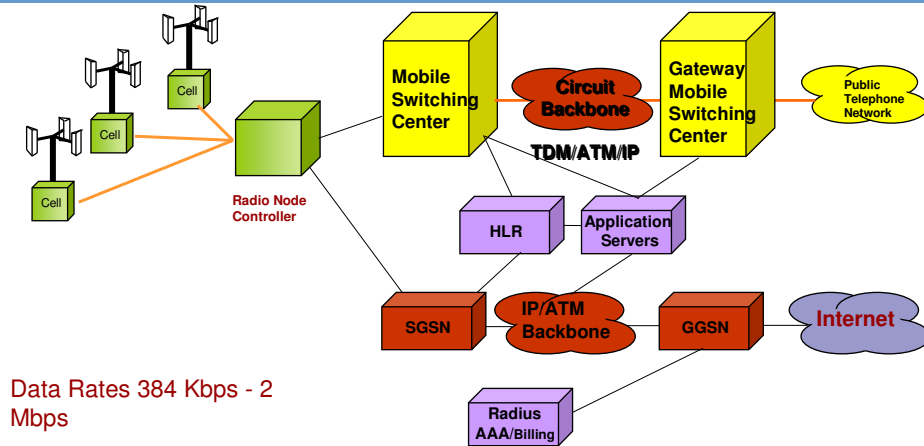 Cell
Cell
Cell
Radio Node
Controller
Mobile
Switching
Center
Circuit
Backbone
TDM/ATM/IP
Gateway
Mobile
Switching
Center
Public
Telephone
Network
HLR
Application
Servers
SGSN
IP/ATM
Backbone
GGSN
Internet
Radius
AAA/Billing
Data Rates 384 Kbps - 2
Mbps